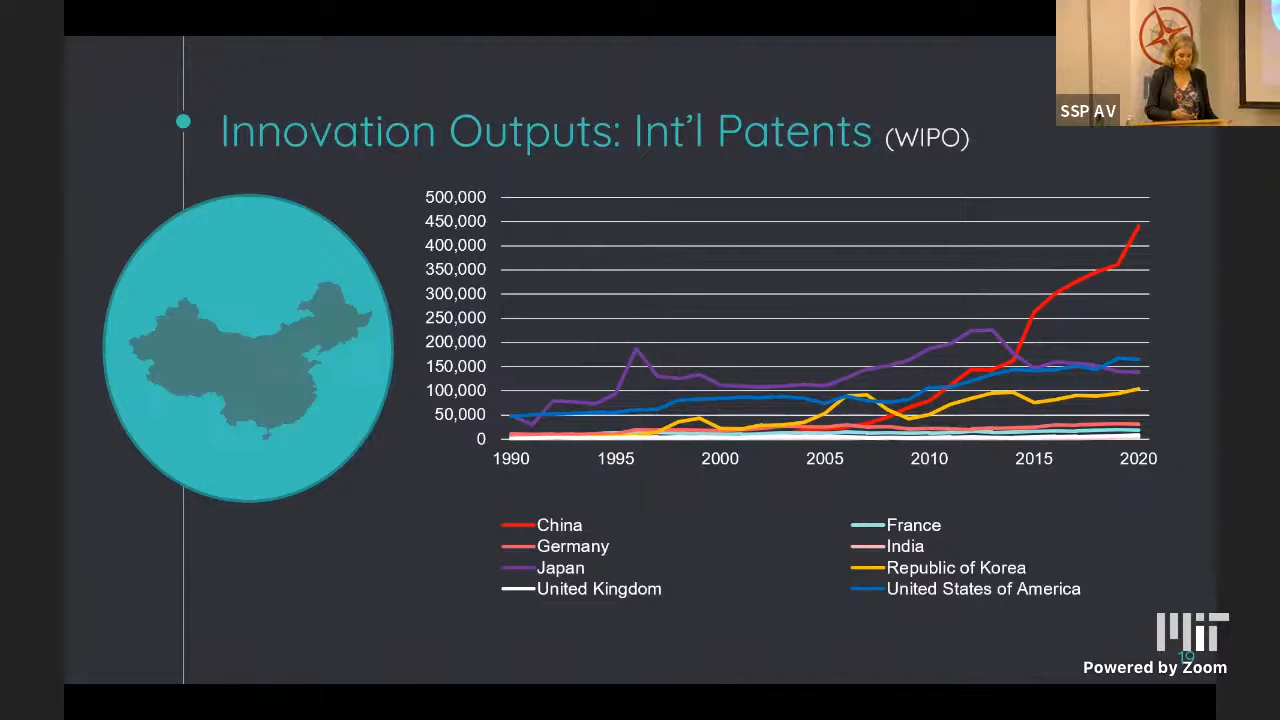 SSP AV
Innovation Outputs: Int'l Patents (WIPO)
500,000
450,000
400,000
350,000
300,000
250,000
200,000
150,000
100,000
50,000
0
1990 1995 2000 2005 2010 2015 2020
China France
Germany India
Japan Republic of Korea
United Kingdom United States of America
MIT
19
Powered by Zoom